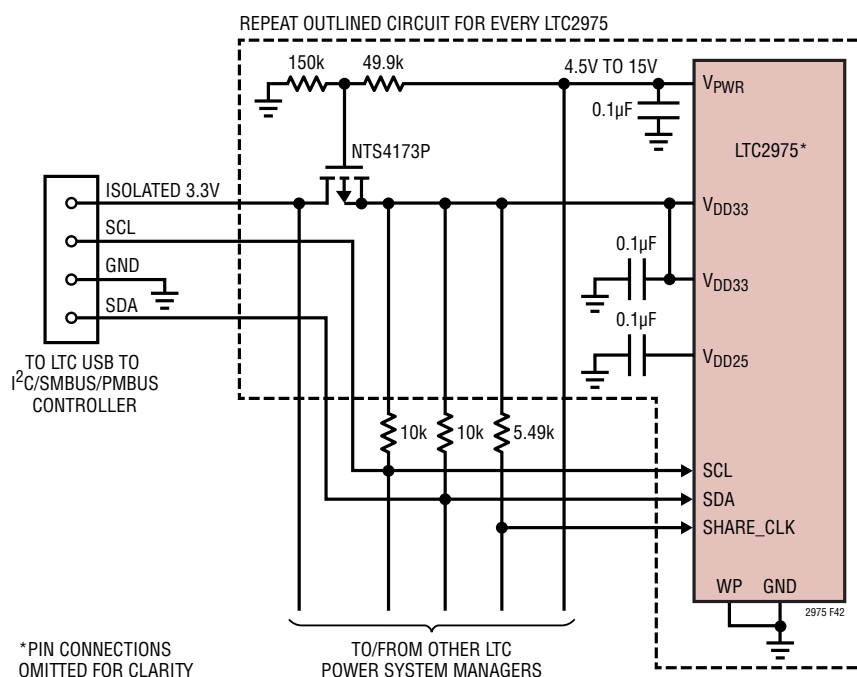 REPEAT OUTLINED CIRCUIT FOR EVERY LTC2975
150k
49.9k
4.5V TO 15V
VPWR
0.1µF
LTC2975*
NTS4173P
ISOLATED 3.3V
VDD33
SCL
0.1µF
GND
VDD33
SDA
0.1µF
VDD25
TO LTC USB TO
I2C/SMBUS/PMBUS
CONTROLLER
10k
10k
5.49k
SCL
SDA
SHARE_CLK
WP
GND
2975 F42
*PIN CONNECTIONS
OMITTED FOR CLARITY
TO/FROM OTHER LTC
POWER SYSTEM MANAGERS